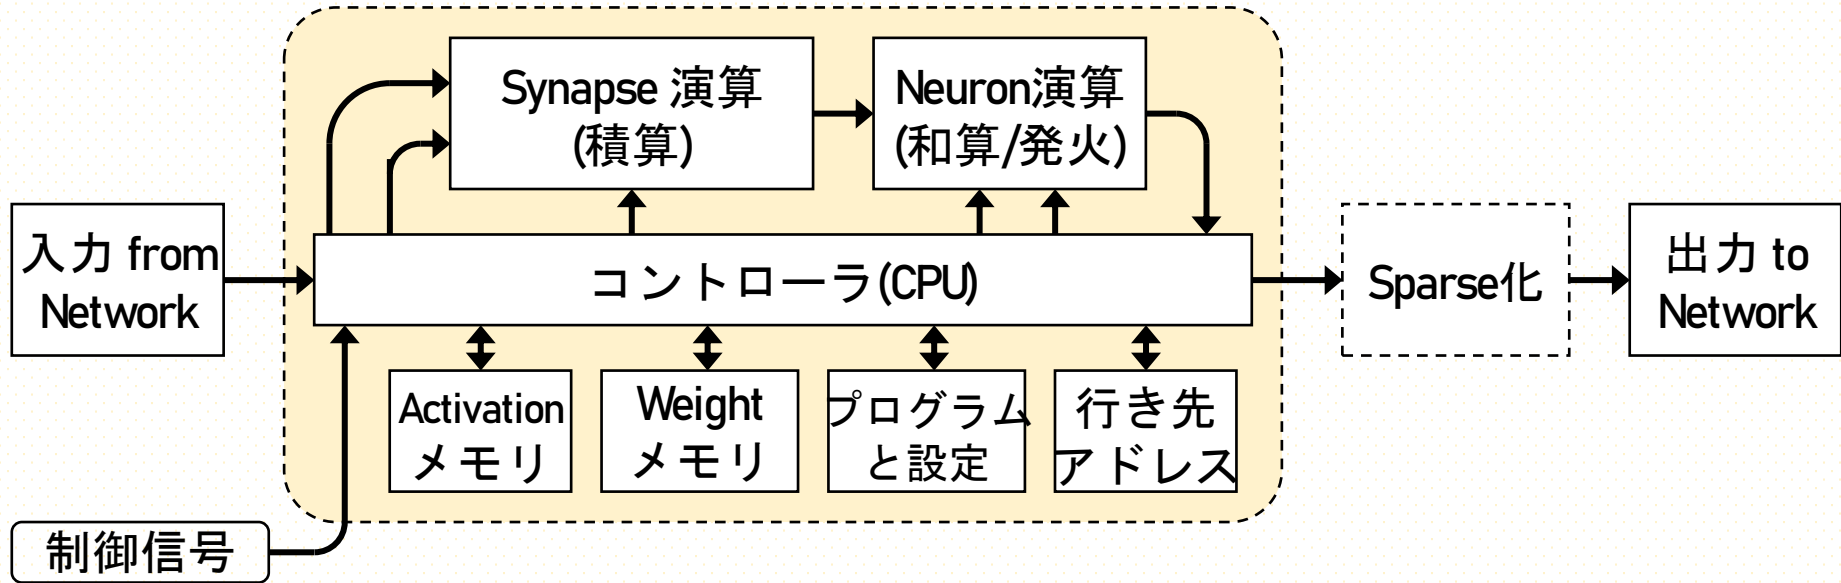 Synapse 演算
(積算)
Neuron演算
(和算/発火)
入力 from
Network
コントローラ(CPU)
Sparse化
出力 to
Network
Activation
メモリ
Weight
メモリ
プログラム
と設定
行き先
アドレス
制御信号